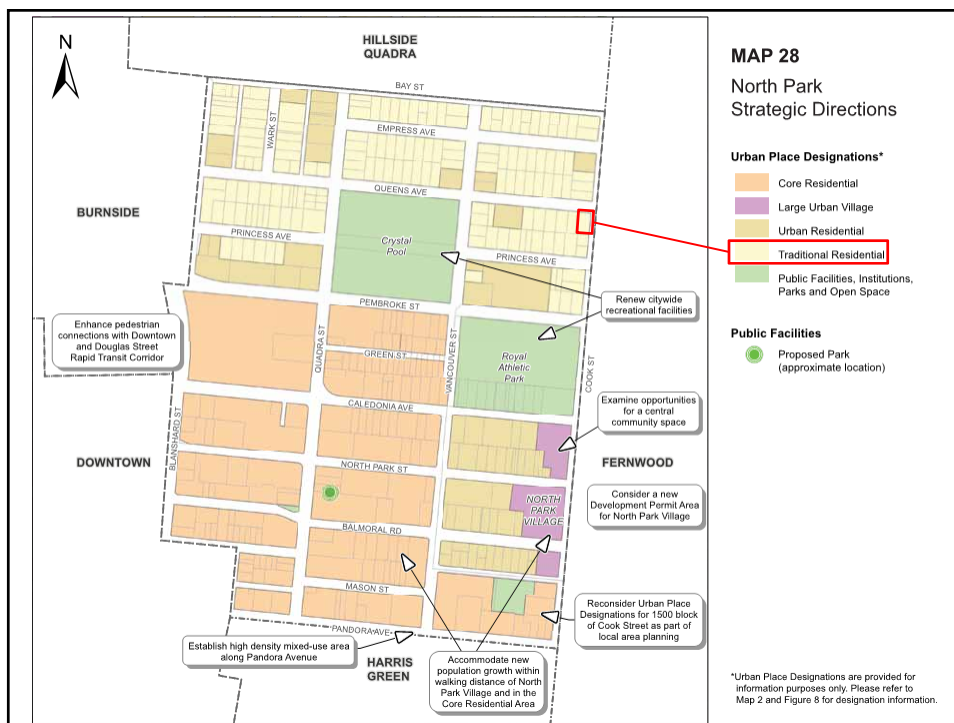 N
HILLSIDE
QUADRA
BAY ST
EMPRESS AVE
WARK ST
QUEENS AVE
BURNSIDE
PRINCESS AVE
Crystal
Pool
PRINCESS AVE
PEMBROKE ST
Renew citywide
recreational facilities
Enhance pedestrian
connections with Downtown
and Douglas Street
Rapid Transit Corridor
QUADRA ST
GREEN ST
VANCOUVER ST
Royal
Athletic
Park
COOK ST
CALEDONIA AVE
Examine opportunities
for a central
community space
BLANSHARD ST
DOWNTOWN
NORTH PARK ST
FERNWOOD
NORTH
PARK
VILLAGE
Consider a new
Development Permit Area
for North Park Village
BALMORAL RD
MASON ST
Reconsider Urban Place
Designations for 1500 block
of Cook Street as part of
local area planning
PANDORA AVE
Establish high density mixed-use area
along Pandora Avenue
HARRIS
GREEN
Accommodate new
population growth within
walking distance of North
Park Village and in the
Core Residential Area
MAP 28
North Park
Strategic Directions
Urban Place Designations*
Core Residential
Large Urban Village
Urban Residential
Traditional Residential
Public Facilities, Institutions,
Parks and Open Space
Public Facilities
Proposed Park
(approximate location)
*Urban Place Designations are provided for
information purposes only. Please refer to
Map 2 and Figure 8 for designation information.